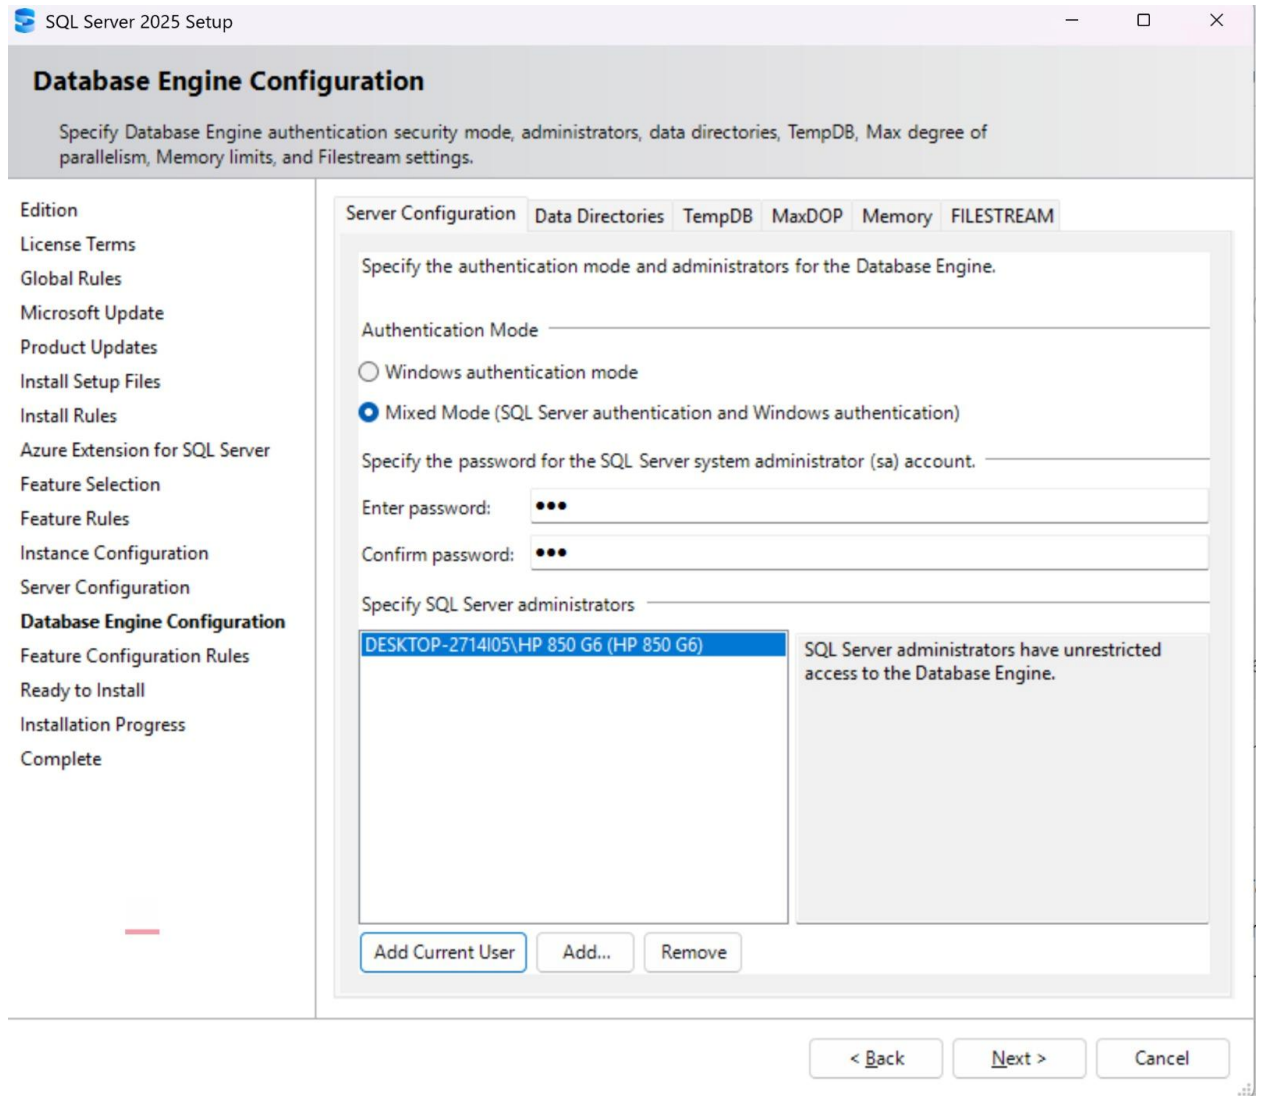 SQL Server 2025 Setup
Database Engine Configuration
Specify Database Engine authentication security mode, administrators, data directories, TempDB, Max degree of
parallelism, Memory limits, and Filestream settings.
Edition
License Terms
Global Rules
Microsoft Update
Product Updates
Install Setup Files
Install Rules
Azure Extension for SQL Server
Feature Selection
Feature Rules
Instance Configuration
Server Configuration
Database Engine Configuration
Feature Configuration Rules
Ready to Install
Installation Progress
Complete
Server Configuration Data Directories TempDB MaxDOP Memory FILESTREAM
Specify the authentication mode and administrators for the Database Engine.
Authentication Mode
Windows authentication mode
Mixed Mode (SQL Server authentication and Windows authentication)
Specify the password for the SQL Server system administrator (sa) account.
Enter password: •••
Confirm password: •••
Specify SQL Server administrators
DESKTOP-2714I05\HP 850 G6 (HP 850 G6)
SQL Server administrators have unrestricted
access to the Database Engine.
Add Current User Add... Remove
< Back Next > Cancel